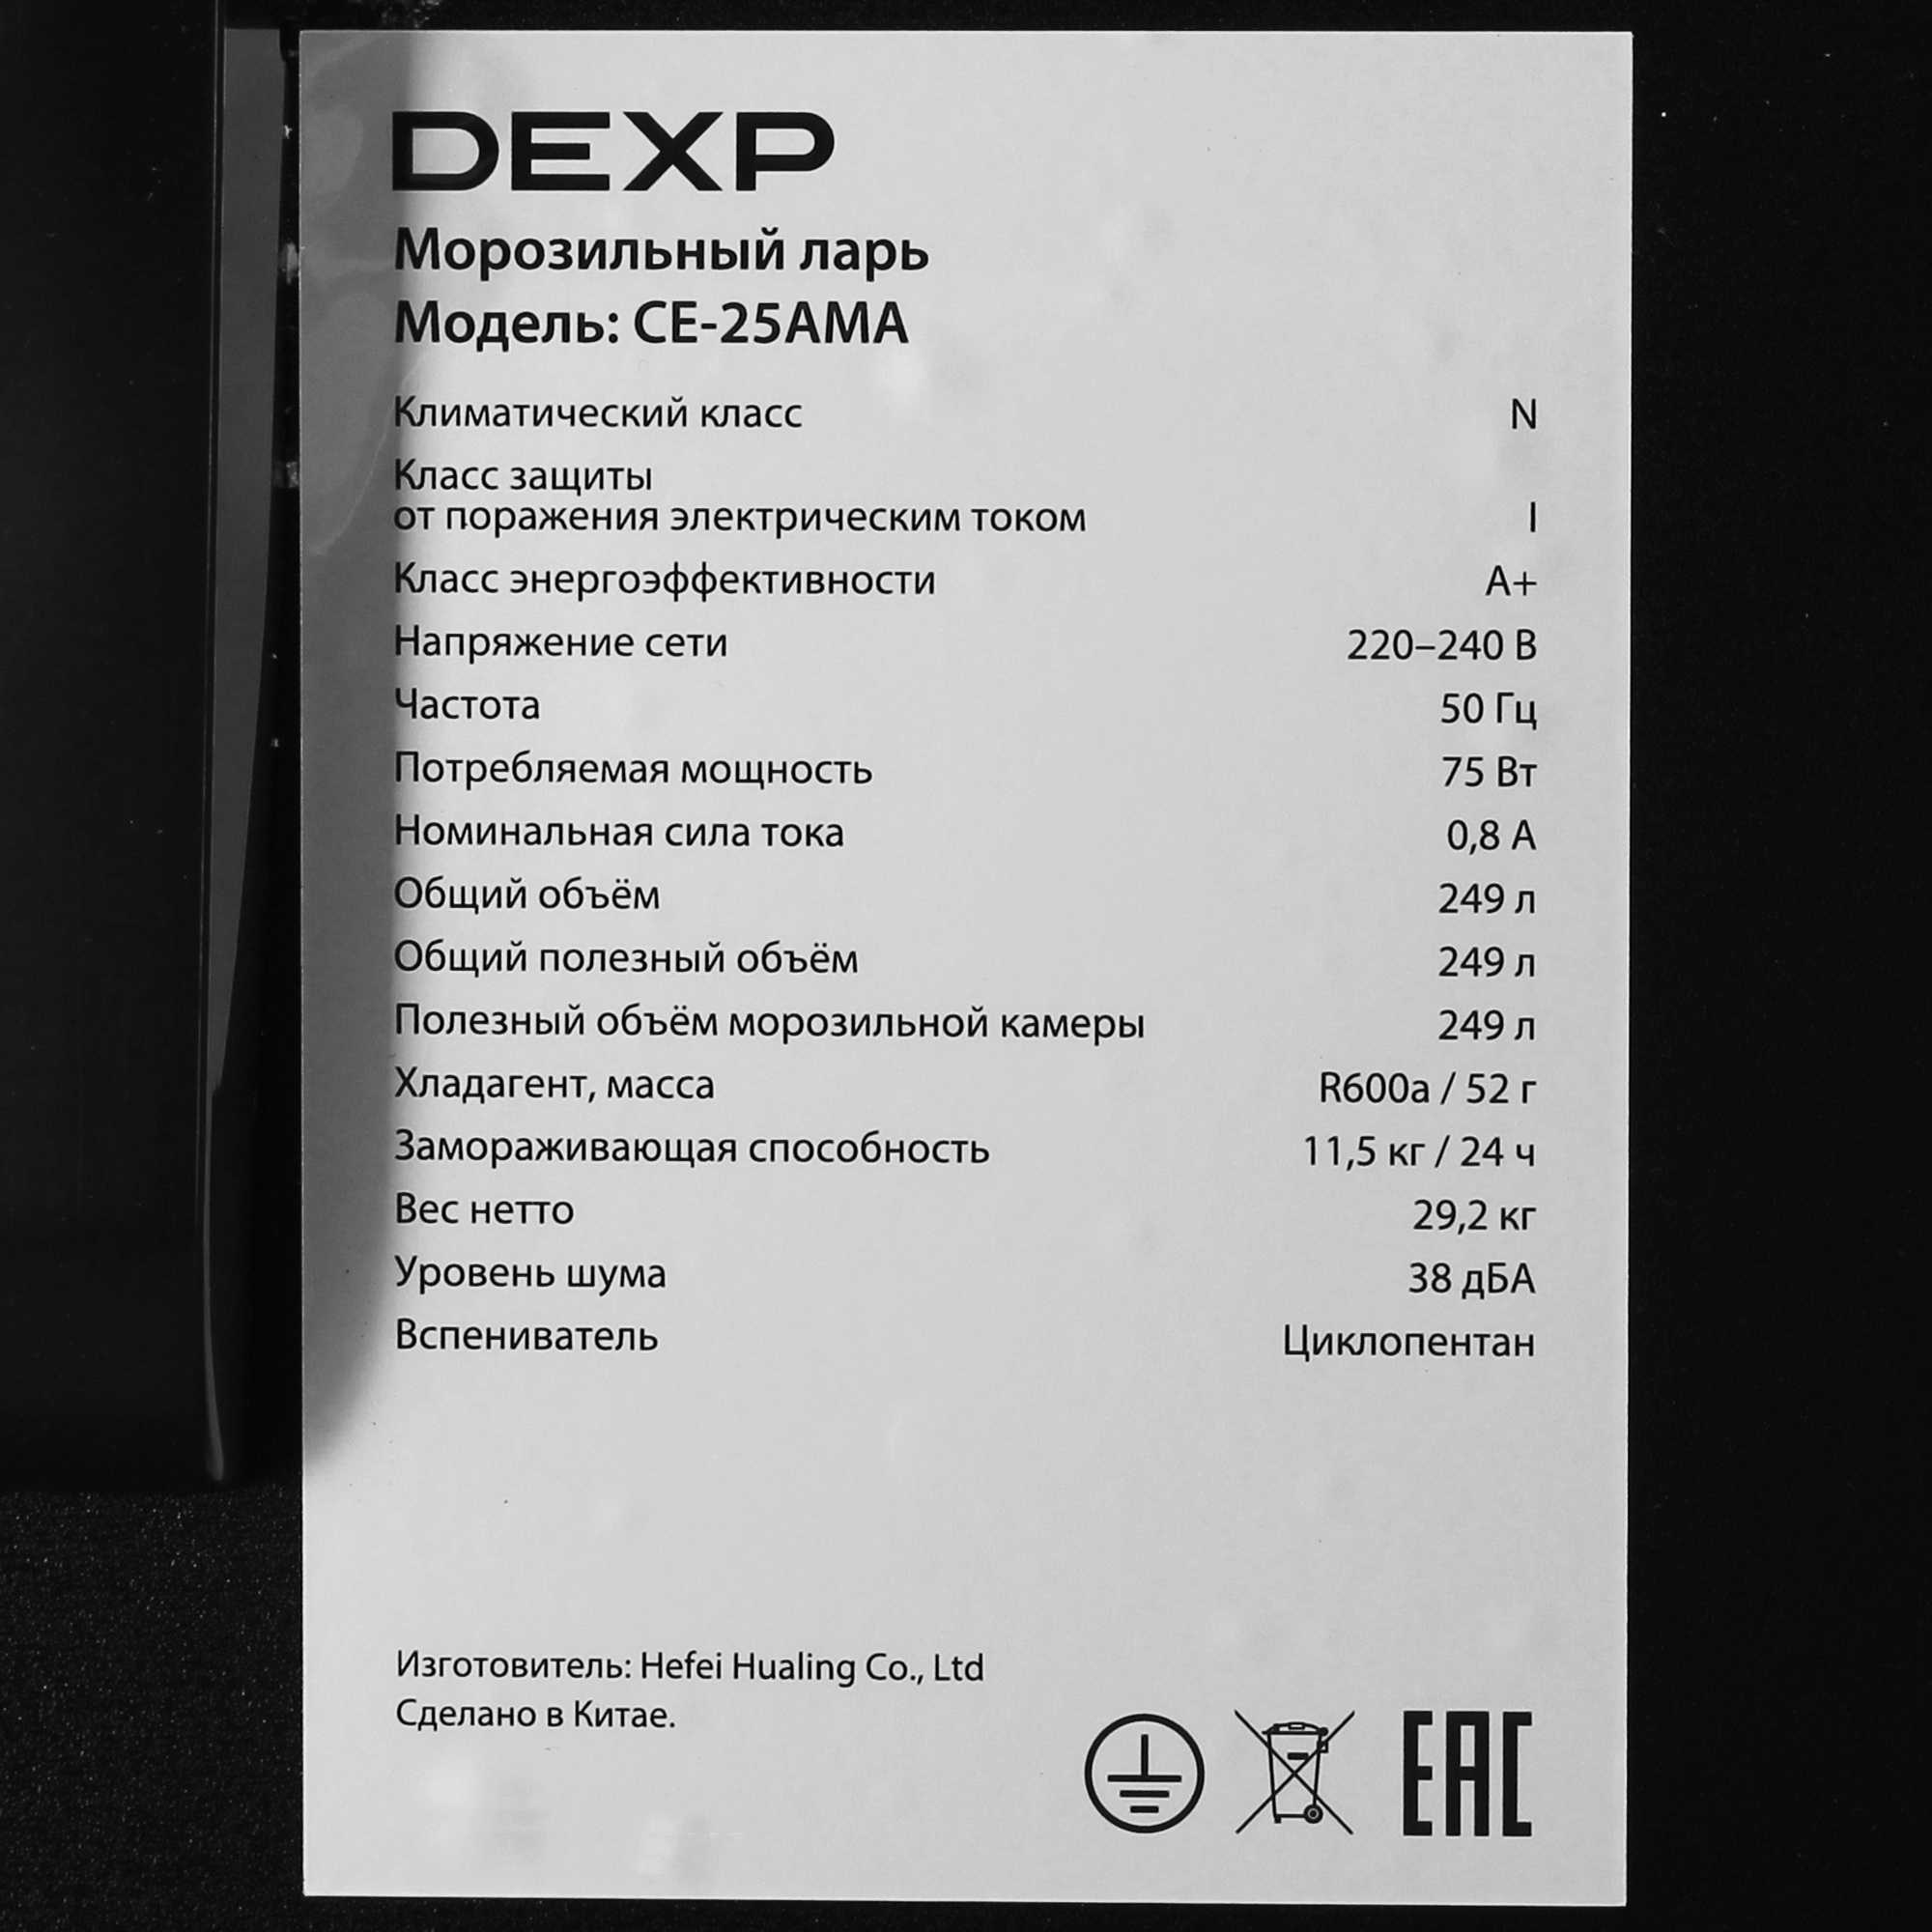 DEXP
Морозильный ларь
Модель: CE-25AMA
Климатический класс N
Класс защиты
от поражения электрическим током I
Класс энергоэффективности A+
Напряжение сети 220–240 В
Частота 50 Гц
Потребляемая мощность 75 Вт
Номинальная сила тока 0,8 А
Общий объём 249 л
Общий полезный объём 249 л
Полезный объём морозильной камеры 249 л
Хладагент, масса R600a / 52 г
Замораживающая способность 11,5 кг / 24 ч
Вес нетто 29,2 кг
Уровень шума 38 дБА
Вспениватель Циклопентан
Изготовитель: Hefei Hualing Co., Ltd
Сделано в Китае.
EAC